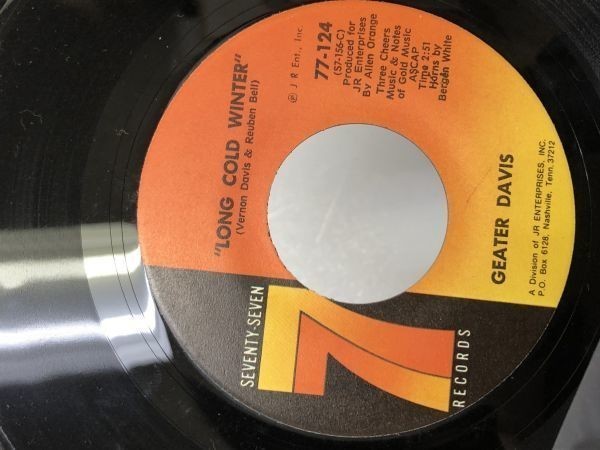 SEVENTY-SEVEN
7
RECORDS
"LONG COLD WINTER"
(Vernon Davis & Reuben Bell)
℗ J R Ent., Inc.
77-124
(S7-156-C)
Produced for
JR Enterprises
By Allen Orange
Three Cheers
Music & Notes
of Gold Music
ASCAP
Time 2:51
Horns by
Bergen White
GEATER DAVIS
A Division of JR ENTERPRISES, INC.
P.O. Box 6128, Nashville, Tenn. 37212